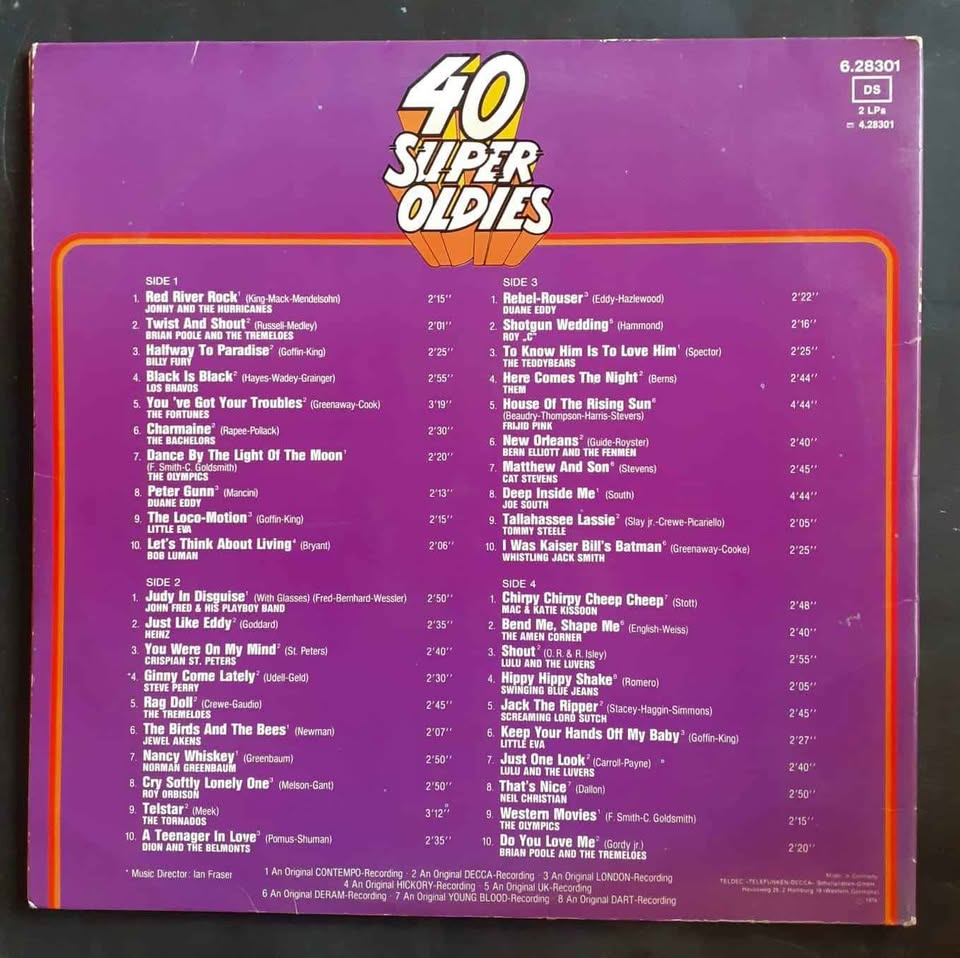 40
SUPER
OLDIES
6.28301
DS
2 LPs
4.28301
SIDE 1
1. Red River Rock¹ (King-Mack-Mendelsohn) 2'15''
JONNY AND THE HURRICANES
2. Twist And Shout² (Russell-Medley) 2'01''
BRIAN POOLE AND THE TREMELOES
3. Halfway To Paradise² (Goffin-King) 2'25''
BILLY FURY
4. Black Is Black² (Hayes-Wadey-Grainger) 2'55''
LOS BRAVOS
5. You 've Got Your Troubles² (Greenaway-Cook) 3'19''
THE FORTUNES
6. Charmaine² (Rapee-Pollack) 2'30''
THE BACHELORS
7. Dance By The Light Of The Moon¹ 2'20''
(F. Smith-C. Goldsmith)
THE OLYMPICS
8. Peter Gunn³ (Mancini) 2'13''
DUANE EDDY
9. The Loco-Motion³ (Goffin-King) 2'15''
LITTLE EVA
10. Let's Think About Living⁴ (Bryant) 2'06''
BOB LUMAN
SIDE 2
1. Judy In Disguise¹ (With Glasses) (Fred-Bernhard-Wessler) 2'50''
JOHN FRED & HIS PLAYBOY BAND
2. Just Like Eddy² (Goddard) 2'35''
HEINZ
3. You Were On My Mind² (St. Peters) 2'40''
CRISPIAN ST. PETERS
*4. Ginny Come Lately² (Udell-Geld) 2'30''
STEVE PERRY
5. Rag Doll² (Crewe-Gaudio) 2'45''
THE TREMELOES
6. The Birds And The Bees¹ (Newman) 2'07''
JEWEL AKENS
7. Nancy Whiskey¹ (Greenbaum) 2'50''
NORMAN GREENBAUM
8. Cry Softly Lonely One³ (Melson-Gant) 2'50''
ROY ORBISON
9. Telstar² (Meek) 3'12''
THE TORNADOS
10. A Teenager In Love³ (Pomus-Shuman) 2'35''
DION AND THE BELMONTS
SIDE 3
1. Rebel-Rouser³ (Eddy-Hazlewood) 2'22''
DUANE EDDY
2. Shotgun Wedding⁵ (Hammond) 2'16''
ROY „C“
3. To Know Him Is To Love Him¹ (Spector) 2'25''
THE TEDDYBEARS
4. Here Comes The Night² (Berns) 2'44''
THEM
5. House Of The Rising Sun⁶ 4'44''
(Beaudry-Thompson-Harris-Stevers)
FRIJID PINK
6. New Orleans² (Guide-Royster) 2'40''
BERN ELLIOTT AND THE FENMEN
7. Matthew And Son⁶ (Stevens) 2'45''
CAT STEVENS
8. Deep Inside Me¹ (South) 4'44''
JOE SOUTH
9. Tallahassee Lassie² (Slay jr.-Crewe-Picariello) 2'05''
TOMMY STEELE
10. I Was Kaiser Bill's Batman⁶ (Greenaway-Cooke) 2'25''
WHISTLING JACK SMITH
SIDE 4
1. Chirpy Chirpy Cheep Cheep⁷ (Stott) 2'48''
MAC & KATIE KISSOON
2. Bend Me, Shape Me⁶ (English-Weiss) 2'40''
THE AMEN CORNER
3. Shout² (O. R. & R. Isley) 2'55''
LULU AND THE LUVERS
4. Hippy Hippy Shake⁸ (Romero) 2'05''
SWINGING BLUE JEANS
5. Jack The Ripper² (Stacey-Haggin-Simmons) 2'45''
SCREAMING LORD SUTCH
6. Keep Your Hands Off My Baby³ (Goffin-King) 2'27''
LITTLE EVA
7. Just One Look² (Carroll-Payne) 2'40''
LULU AND THE LUVERS
8. That's Nice⁷ (Dallon) 2'50''
NEIL CHRISTIAN
9. Western Movies¹ (F. Smith-C. Goldsmith) 2'15''
THE OLYMPICS
10. Do You Love Me² (Gordy jr.) 2'20''
BRIAN POOLE AND THE TREMELOES
* Music Director: Ian Fraser
1 An Original CONTEMPO-Recording · 2 An Original DECCA-Recording · 3 An Original LONDON-Recording
4 An Original HICKORY-Recording · 5 An Original UK-Recording
6 An Original DERAM-Recording · 7 An Original YOUNG BLOOD-Recording · 8 An Original DART-Recording
Made in Germany
TELDEC »TELEFUNKEN-DECCA« Schallplatten-GmbH
Heussweg 25, 2 Hamburg 19 (Western Germany)